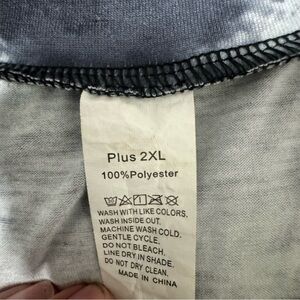 Plus 2XL
100%Polyester
WASH WITH LIKE COLORS.
WASH INSIDE OUT.
MACHINE WASH COLD.
GENTLE CYCLE.
DO NOT BLEACH.
LINE DRY IN SHADE.
DO NOT DRY CLEAN.
MADE IN CHINA